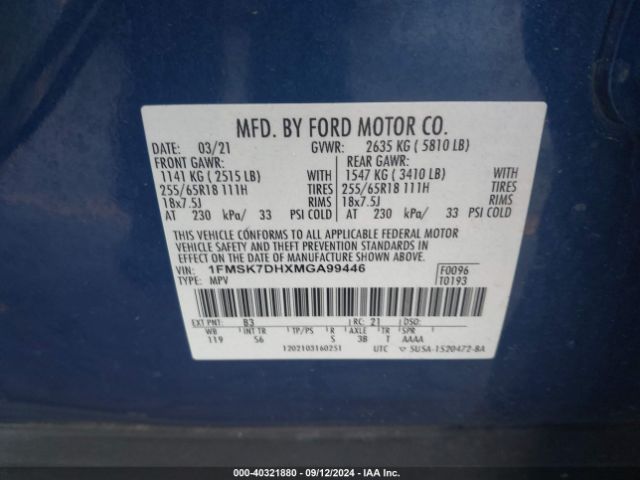 MFD. BY FORD MOTOR CO.
DATE: 03/21 GVWR: 2635 KG ( 5810 LB)
FRONT GAWR: REAR GAWR:
1141 KG ( 2515 LB) WITH 1547 KG ( 3410 LB) WITH
255/65R18 111H TIRES 255/65R18 111H TIRES
18x7.5J RIMS 18x7.5J RIMS
AT 230 kPa/ 33 PSI COLD AT 230 kPa/ 33 PSI COLD
THIS VEHICLE CONFORMS TO ALL APPLICABLE FEDERAL MOTOR
VEHICLE SAFETY AND THEFT PREVENTION STANDARDS IN
EFFECT ON THE DATE OF MANUFACTURE SHOWN ABOVE.
VIN: 1FMSK7DHXMGA99446 F0096
TYPE: MPV T0193
EXT PNT: B3 RC: 21 DSO:
WB INT TR TP/PS R AXLE TR SPR
119 S6 S 3B T AAAA
1202103160251 UTC 5U5A-1520472-BA
STOCK #: 40321880 - 09/12/2024 - IAA Inc.